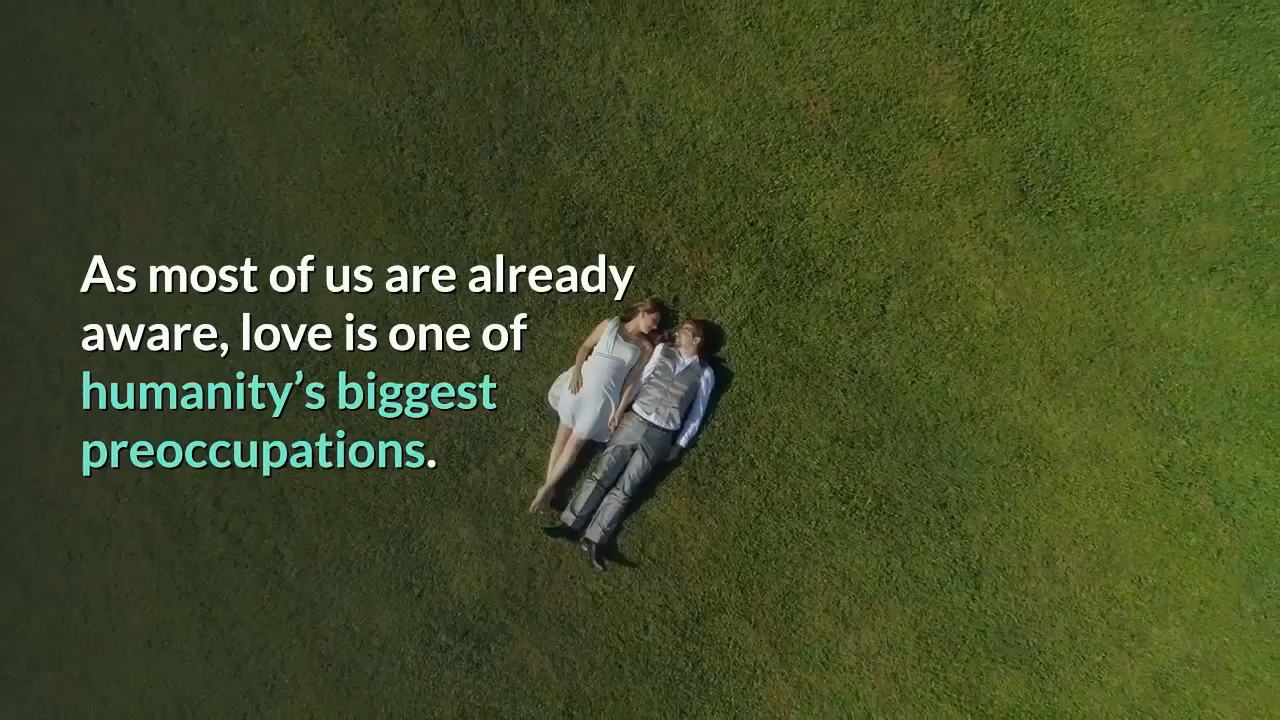 As most of us are already
aware, love is one of
humanity’s biggest
preoccupations.